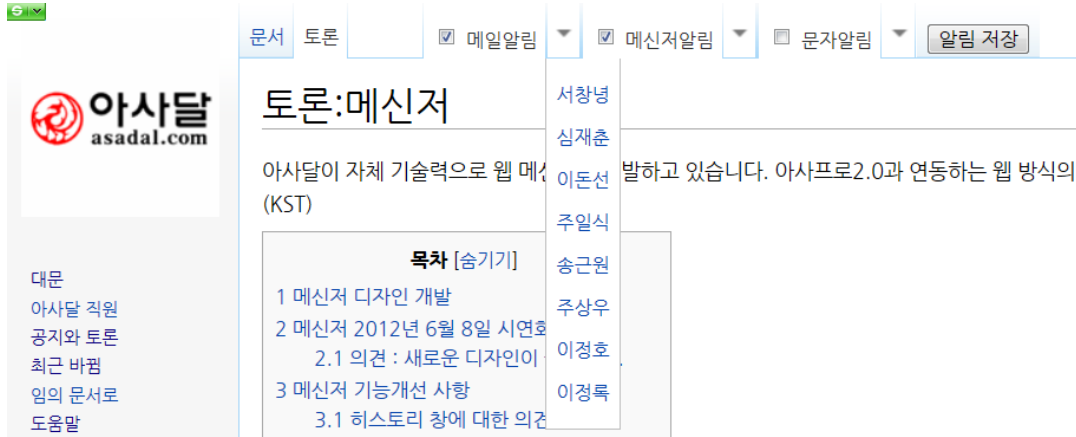 문서 토론 메일알림 메신저알림 문자알림 알림 저장
아사달
asadal.com
토론:메신저
아사달이 자체 기술력으로 웹 메 발하고 있습니다. 아사프로2.0과 연동하는 웹 방식의
(KST)
서창녕
심재춘
이돈선
주일식
송근원
주상우
이정호
이정록
목차 [숨기기]
1 메신저 디자인 개발
2 메신저 2012년 6월 8일 시연회
2.1 의견 : 새로운 디자인이
3 메신저 기능개선 사항
3.1 히스토리 창에 대한 의견
대문
아사달 직원
공지와 토론
최근 바뀜
임의 문서로
도움말